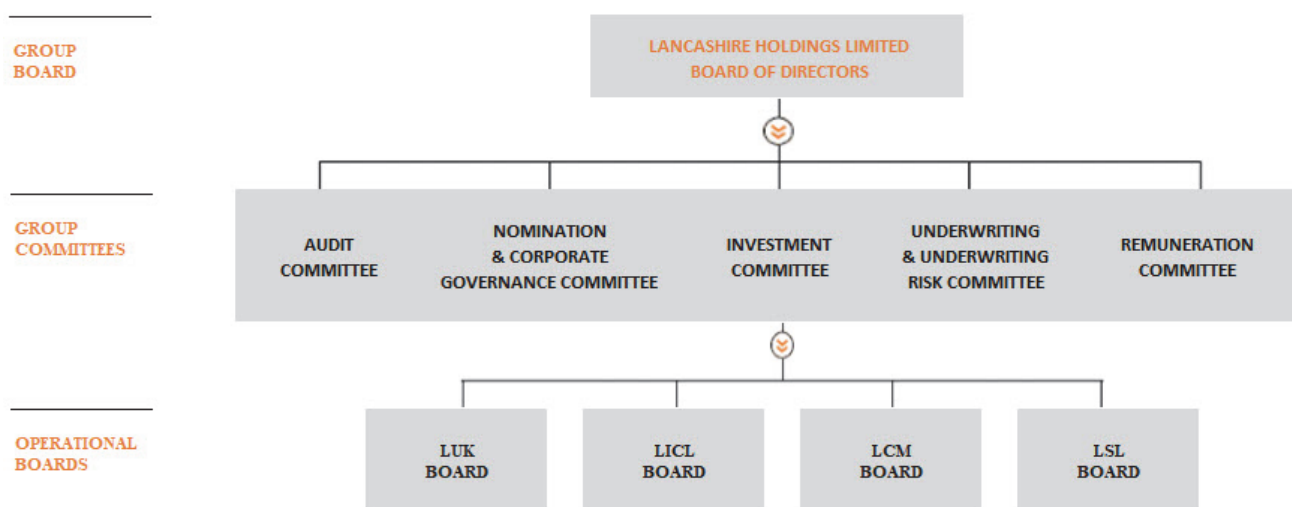 GROUP
BOARD
LANCASHIRE HOLDINGS LIMITED
BOARD OF DIRECTORS
GROUP
COMMITTEES
AUDIT
COMMITTEE
NOMINATION
& CORPORATE
GOVERNANCE COMMITTEE
INVESTMENT
COMMITTEE
UNDERWRITING
& UNDERWRITING
RISK COMMITTEE
REMUNERATION
COMMITTEE
OPERATIONAL
BOARDS
LUK
BOARD
LICL
BOARD
LCM
BOARD
LSL
BOARD